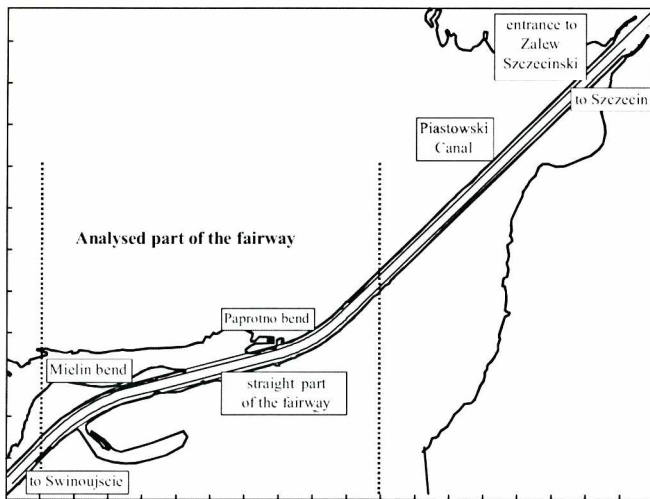 entrance to
Zalew
Szczecinski
to Szczecin
Piastowski
Canal
Analysed part of the fairway
Paprotno bend
Mielin bend
straight part
of the fairway
to Swinoujscie